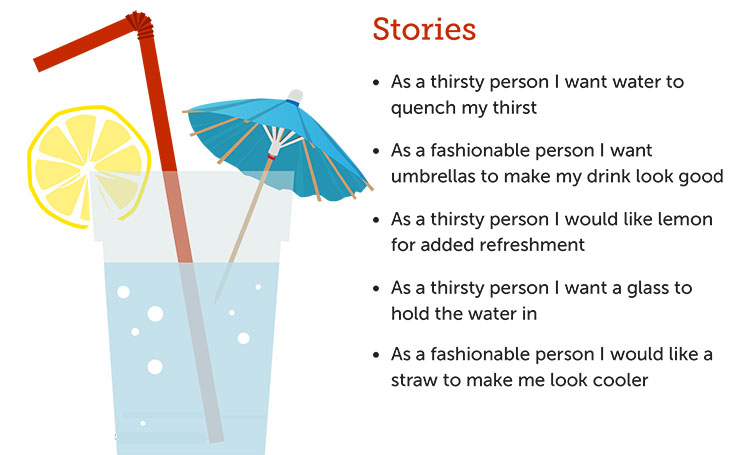 Stories
• As a thirsty person I want water to
quench my thirst
• As a fashionable person I want
umbrellas to make my drink look good
• As a thirsty person I would like lemon
for added refreshment
• As a thirsty person I want a glass to
hold the water in
• As a fashionable person I would like a
straw to make me look cooler